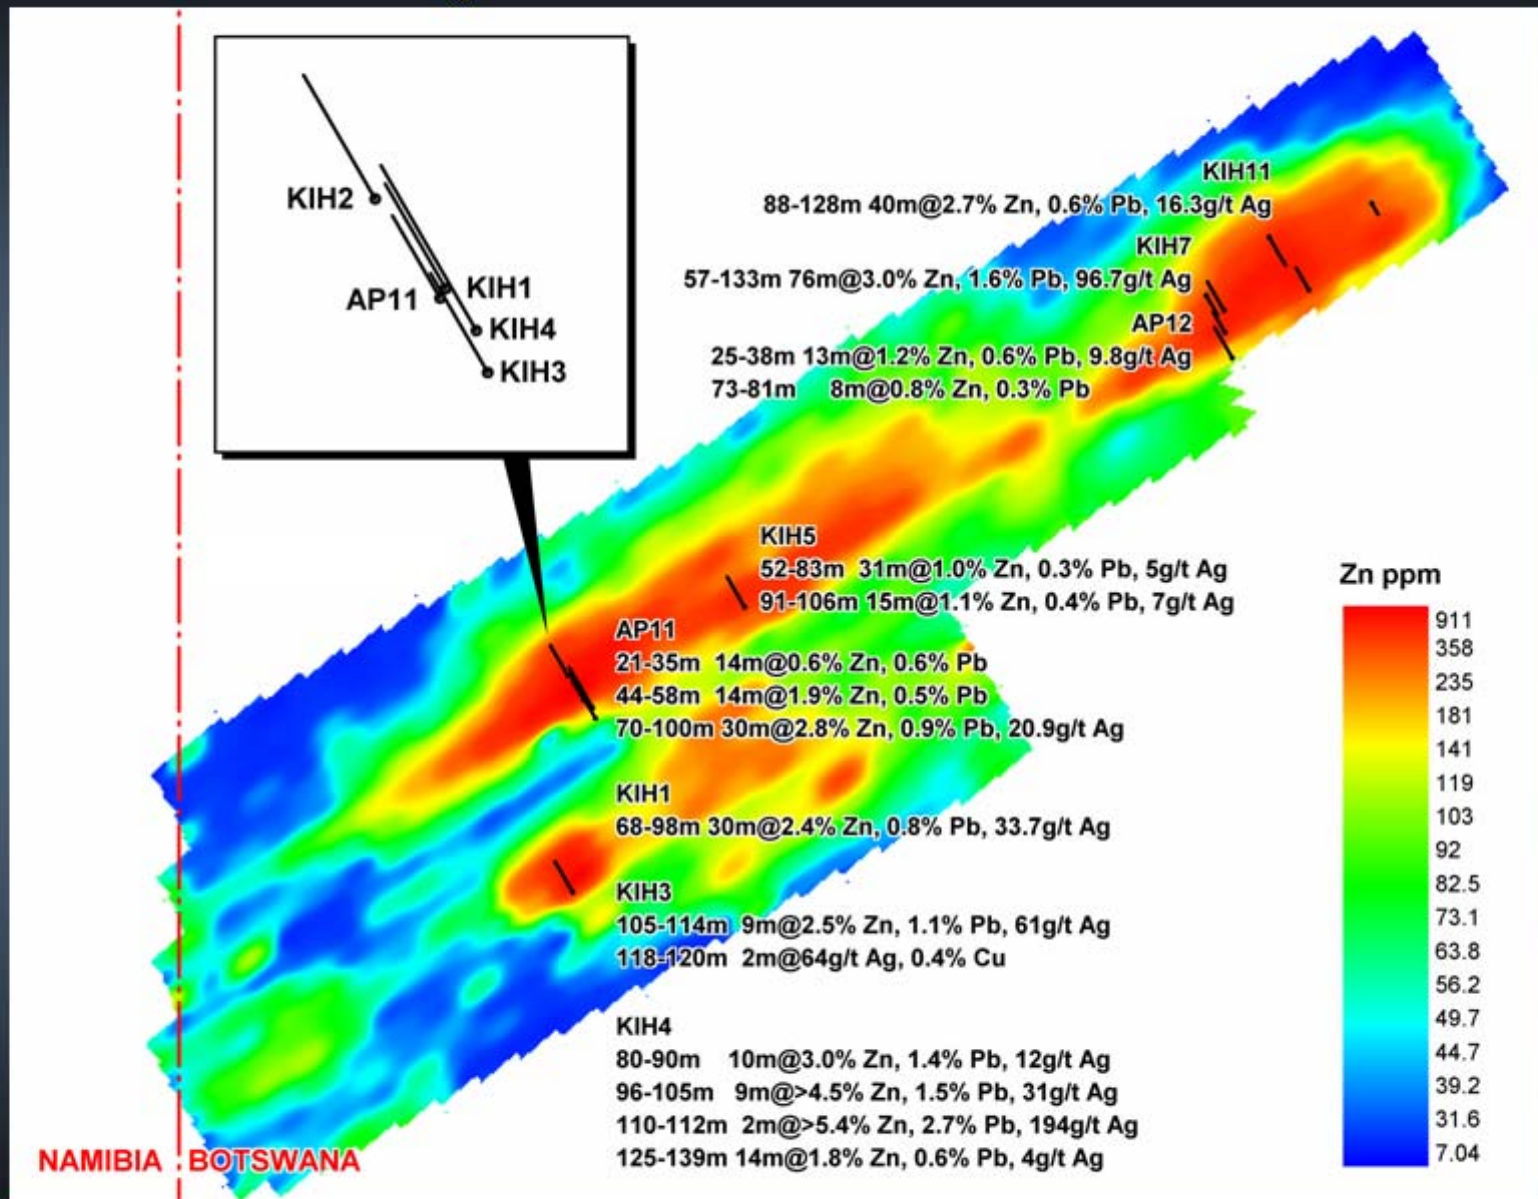 KIH2
KIH1
AP11
KIH4
KIH3
KIH11
88-128m 40m@2.7% Zn, 0.6% Pb, 16.3g/t Ag
KIH7
57-133m 76m@3.0% Zn, 1.6% Pb, 96.7g/t Ag
AP12
25-38m 13m@1.2% Zn, 0.6% Pb, 9.8g/t Ag
73-81m 8m@0.8% Zn, 0.3% Pb
KIH5
52-83m 31m@1.0% Zn, 0.3% Pb, 5g/t Ag
91-106m 15m@1.1% Zn, 0.4% Pb, 7g/t Ag
AP11
21-35m 14m@0.6% Zn, 0.6% Pb
44-58m 14m@1.9% Zn, 0.5% Pb
70-100m 30m@2.8% Zn, 0.9% Pb, 20.9g/t Ag
KIH1
68-98m 30m@2.4% Zn, 0.8% Pb, 33.7g/t Ag
KIH3
105-114m 9m@2.5% Zn, 1.1% Pb, 61g/t Ag
118-120m 2m@64g/t Ag, 0.4% Cu
KIH4
80-90m 10m@3.0% Zn, 1.4% Pb, 12g/t Ag
96-105m 9m@>4.5% Zn, 1.5% Pb, 31g/t Ag
110-112m 2m@>5.4% Zn, 2.7% Pb, 194g/t Ag
125-139m 14m@1.8% Zn, 0.6% Pb, 4g/t Ag
Zn ppm
911
358
235
181
141
119
103
92
82.5
73.1
63.8
56.2
49.7
44.7
39.2
31.6
7.04
NAMIBIA BOTSWANA